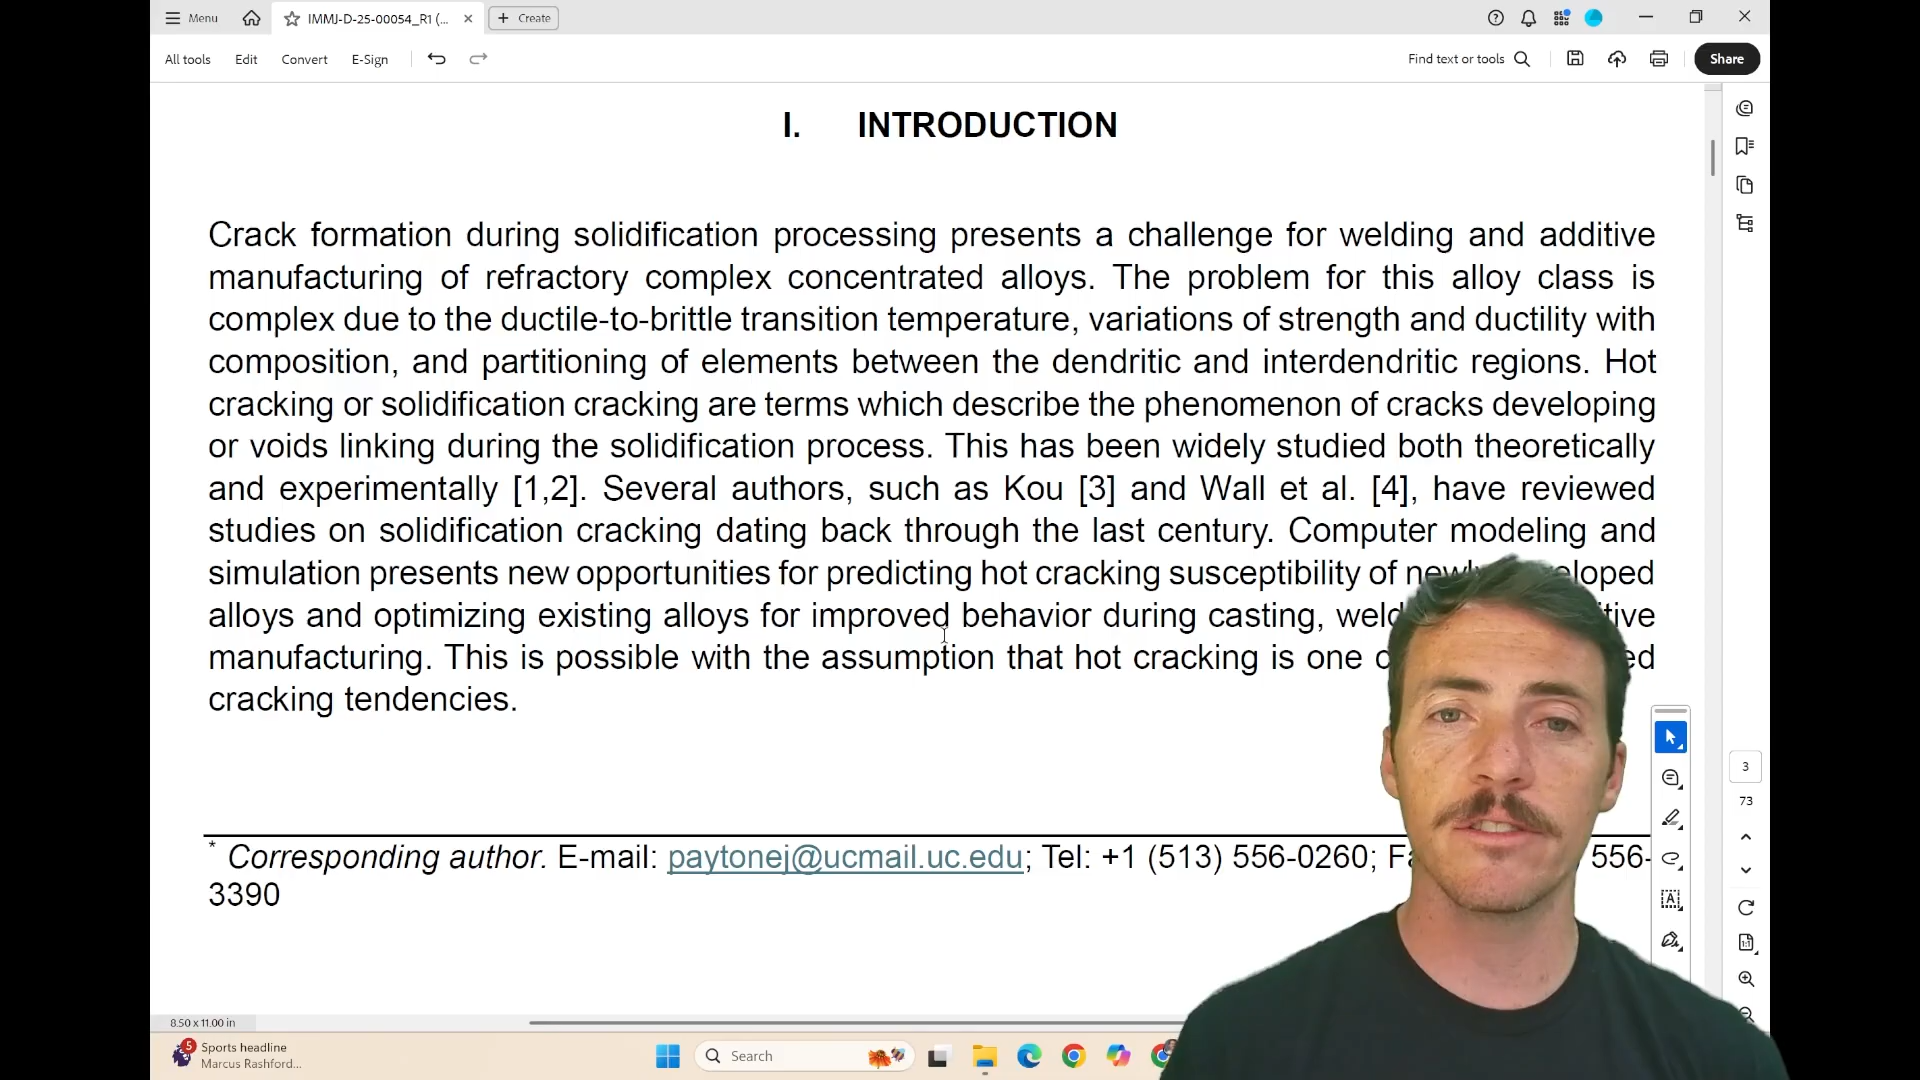 Menu
IMMJ-D-25-00054_R1 (...
Create
All tools
Edit
Convert
E-Sign
Find text or tools
Share
I. INTRODUCTION
Crack formation during solidification processing presents a challenge for welding and additive
manufacturing of refractory complex concentrated alloys. The problem for this alloy class is
complex due to the ductile-to-brittle transition temperature, variations of strength and ductility with
composition, and partitioning of elements between the dendritic and interdendritic regions. Hot
cracking or solidification cracking are terms which describe the phenomenon of cracks developing
or voids linking during the solidification process. This has been widely studied both theoretically
and experimentally [1,2]. Several authors, such as Kou [3] and Wall et al. [4], have reviewed
studies on solidification cracking dating back through the last century. Computer modeling and
simulation presents new opportunities for predicting hot cracking susceptibility of
alloys and optimizing existing alloys for improved behavior during casting,
manufacturing. This is possible with the assumption that hot cracking is one
cracking tendencies.
* Corresponding author. E-mail: paytonej@ucmail.uc.edu; Tel: +1 (513) 556-0260; 556-
3390
3
73
8.50 x 11.00 in
5
Sports headline
Marcus Rashford...
Search